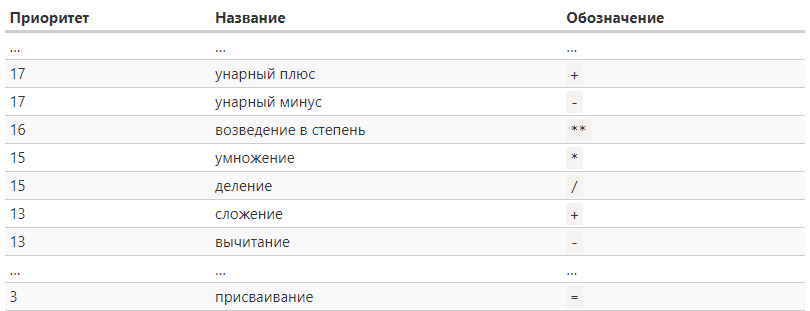 Приоритет Название Обозначение
... ... ...
17 унарный плюс +
17 унарный минус -
16 возведение в степень **
15 умножение *
15 деление /
13 сложение +
13 вычитание -
... ... ...
3 присваивание =